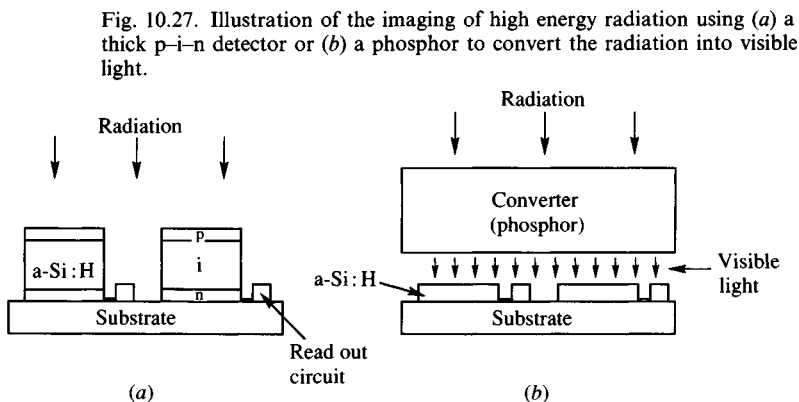 Fig. 10.27. Illustration of the imaging of high energy radiation using (a) a
thick p–i–n detector or (b) a phosphor to convert the radiation into visible
light.
Radiation
p
a-Si:H
i
n
Substrate
Read out
circuit
(a)
Radiation
Converter
(phosphor)
Visible
light
a-Si:H
Substrate
(b)